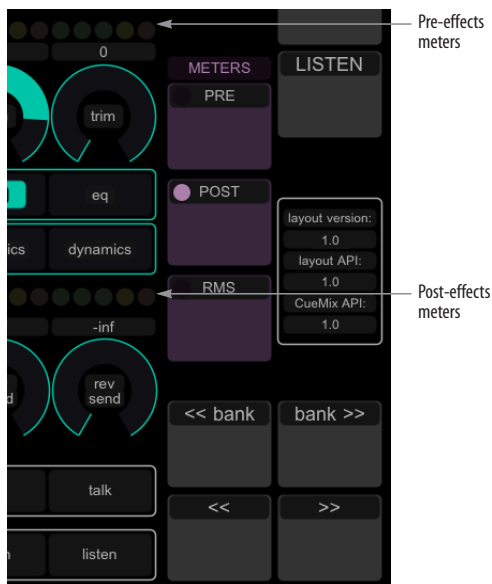 Pre-effects
meters
0
METERS
LISTEN
PRE
trim
eq
POST
layout version:
1.0
layout API:
1.0
CueMix API:
1.0
ics
dynamics
RMS
Post-effects
meters
-inf
d
rev
send
<< bank
bank >>
talk
<<
>>
n
listen